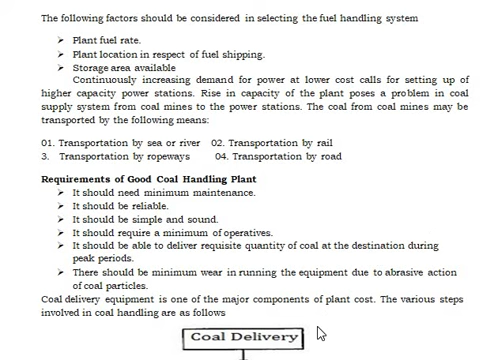 The following factors should be considered in selecting the fuel handling system
➢ Plant fuel rate.
➢ Plant location in respect of fuel shipping.
➢ Storage area available
Continuously increasing demand for power at lower cost calls for setting up of
higher capacity power stations. Rise in capacity of the plant poses a problem in coal
supply system from coal mines to the power stations. The coal from coal mines may be
transported by the following means:
01. Transportation by sea or river 02. Transportation by rail
3. Transportation by ropeways 04. Transportation by road
Requirements of Good Coal Handling Plant
➢ It should need minimum maintenance.
➢ It should be reliable.
➢ It should be simple and sound.
➢ It should require a minimum of operatives.
➢ It should be able to deliver requisite quantity of coal at the destination during
peak periods.
➢ There should be minimum wear in running the equipment due to abrasive action
of coal particles.
Coal delivery equipment is one of the major components of plant cost. The various steps
involved in coal handling are as follows
Coal Delivery